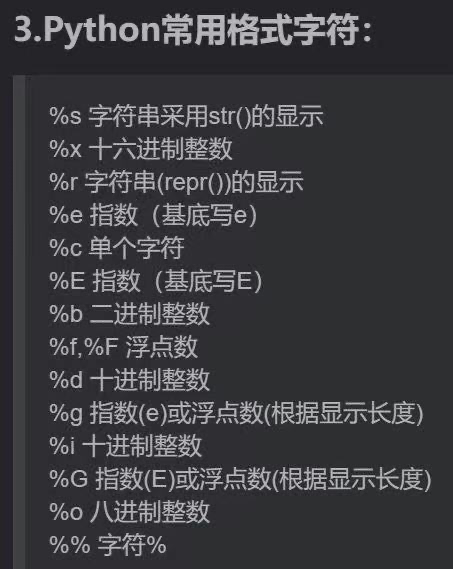 3.Python常用格式字符：
%s 字符串采用str()的显示
%x 十六进制整数
%r 字符串(repr())的显示
%e 指数（基底写e）
%c 单个字符
%E 指数（基底写E）
%b 二进制整数
%f,%F 浮点数
%d 十进制整数
%g 指数(e)或浮点数(根据显示长度)
%i 十进制整数
%G 指数(E)或浮点数(根据显示长度)
%o 八进制整数
%% 字符%